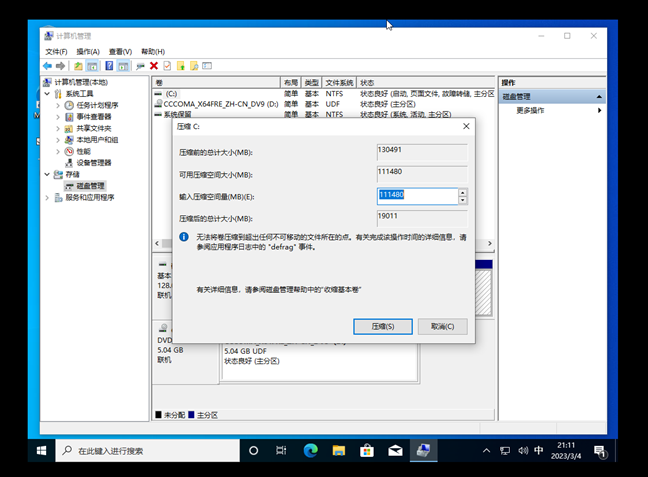 计算机管理
文件(F) 操作(A) 查看(V) 帮助(H)
计算机管理(本地)
系统工具
任务计划程序
事件查看器
共享文件夹
本地用户和组
性能
设备管理器
存储
磁盘管理
服务和应用程序
卷 布局 类型 文件系统 状态
(C:) 简单 基本 NTFS 状态良好 (启动, 页面文件, 故障转储, 主分区
CCCOMA_X64FRE_ZH-CN_DV9 (D:) 简单 基本 UDF 状态良好 (主分区)
系统保留 简单 基本 NTFS 状态良好 (系统, 活动, 主分区)
操作
磁盘管理
更多操作
压缩 C:
压缩前的总计大小(MB): 130491
可用压缩空间大小(MB): 111480
输入压缩空间量(MB)(E): 111480
压缩后的总计大小(MB): 19011
无法将卷压缩到超出任何不可移动的文件所在的点。有关完成该操作时间的详细信息，请
参阅应用程序日志中的 "defrag" 事件。
有关详细信息，请参阅磁盘管理帮助中的"收缩基本卷"
压缩(S) 取消(C)
基本
联机
DVD
5.04 GB
联机
5.04 GB UDF
状态良好 (主分区)
未分配 主分区
在此键入进行搜索
中
21:11
2023/3/4
1